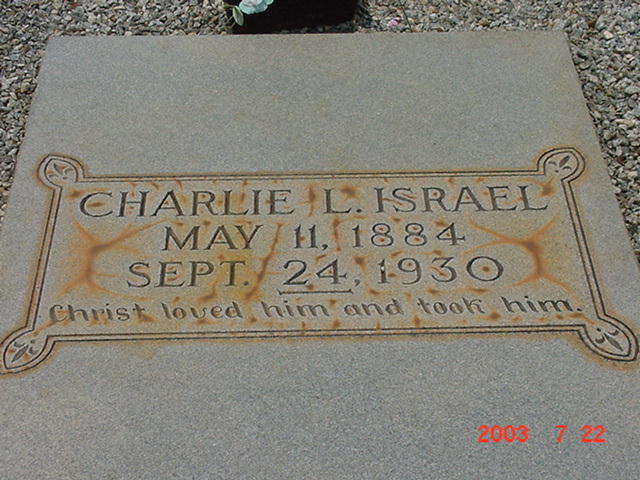 CHARLIE L. ISRAEL
MAY 11, 1884
SEPT. 24, 1930
Christ loved him and took him.
2003 7 22